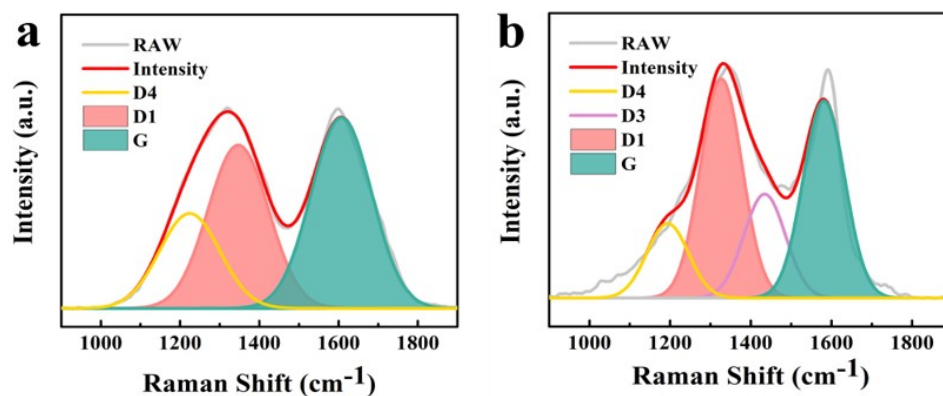 a
RAW
Intensity
D4
D1
G
Intensity (a.u.)
1000 1200 1400 1600 1800
Raman Shift (cm-1)
b
RAW
Intensity
D4
D3
D1
G
Intensity (a.u.)
1000 1200 1400 1600 1800
Raman Shift (cm-1)